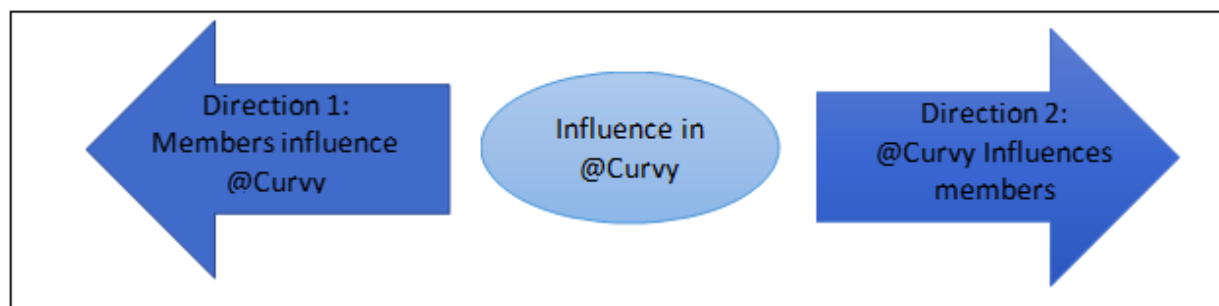 Direction 1:
Members influence
@Curvy
Influence in
@Curvy
Direction 2:
@Curvy Influences
members